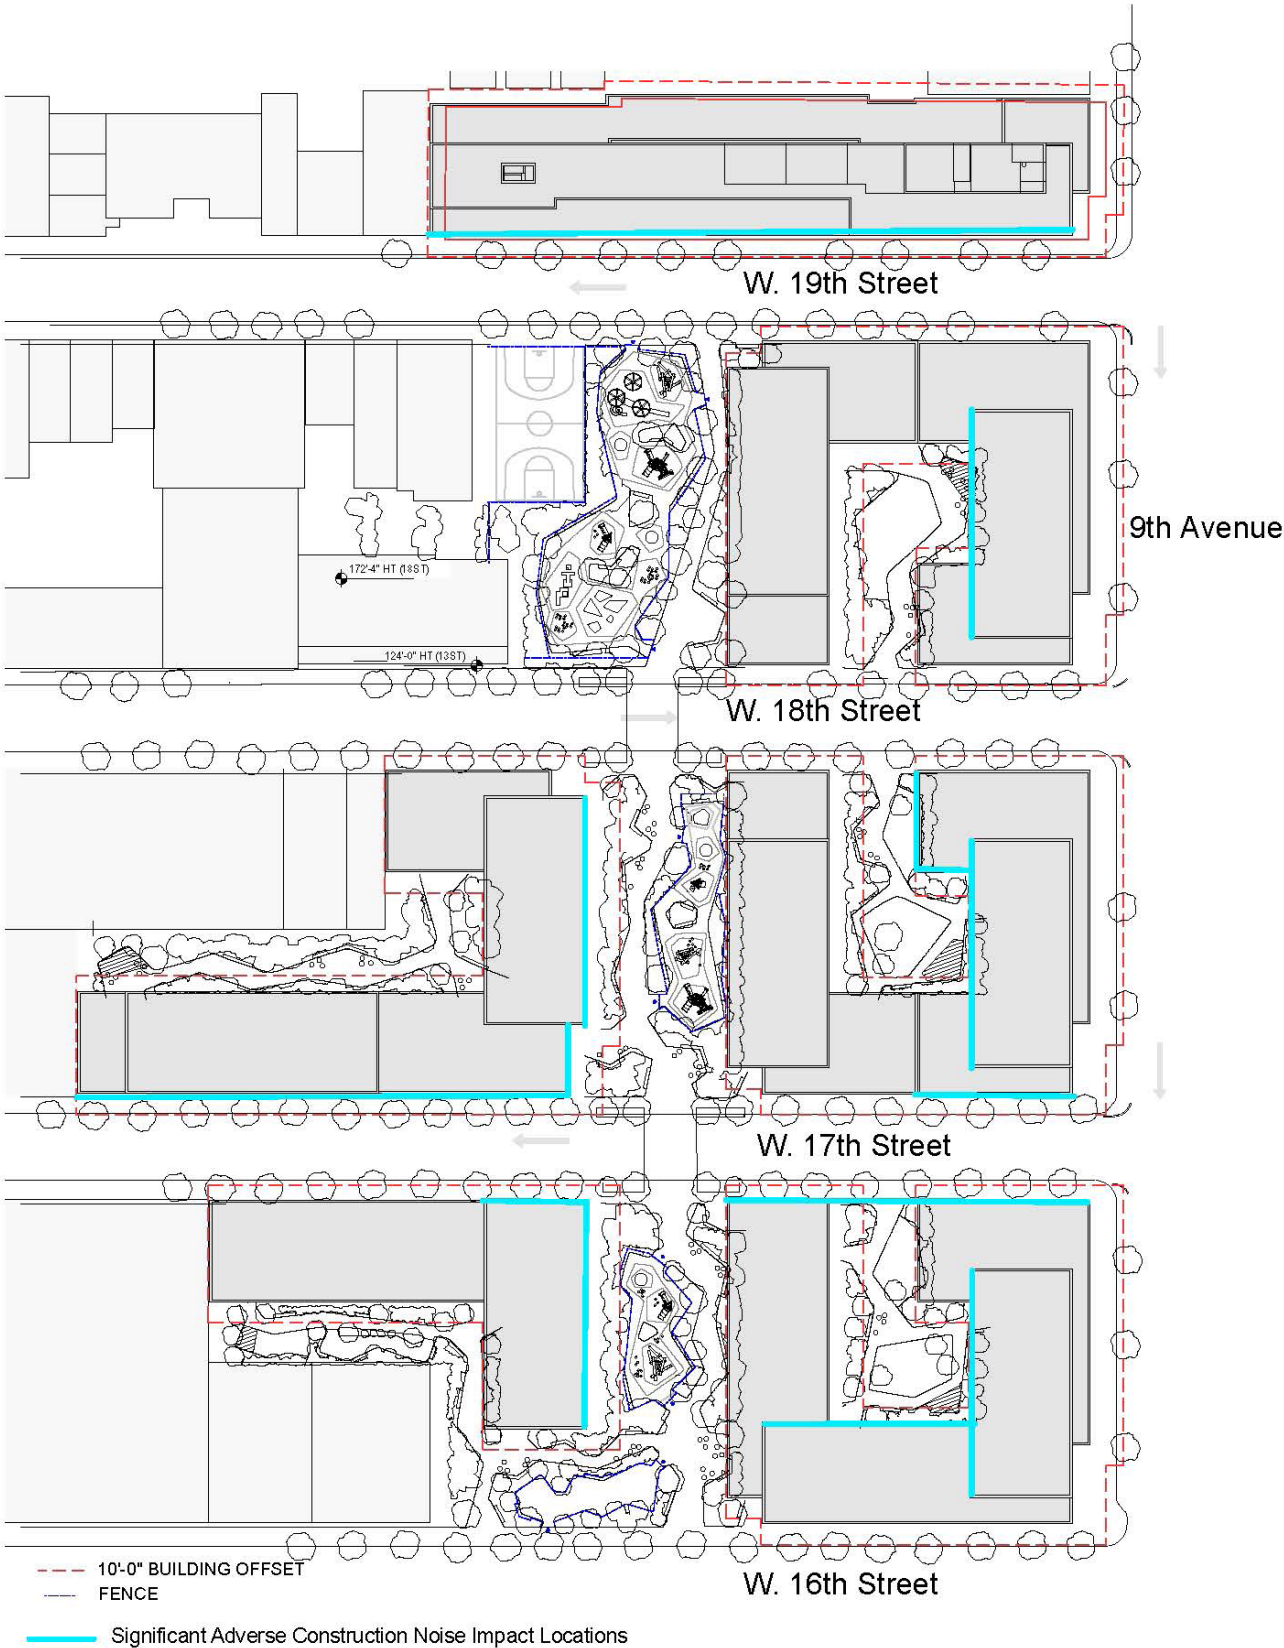 W. 19th Street
9th Avenue
172'-4" HT (18ST)
124'-0" HT (13ST)
W. 18th Street
W. 17th Street
10'-0" BUILDING OFFSET
W. 16th Street
FENCE
Significant Adverse Construction Noise Impact Locations